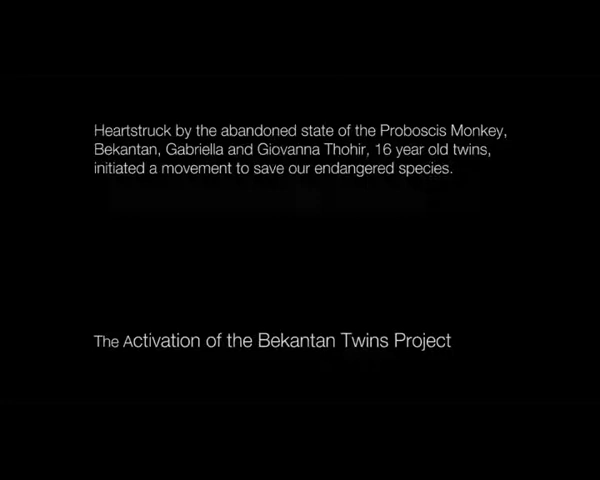 Heartstruck by the abandoned state of the Proboscis Monkey,
Bekantan, Gabriella and Giovanna Thohir, 16 year old twins,
initiated a movement to save our endangered species.
The Activation of the Bekantan Twins Project